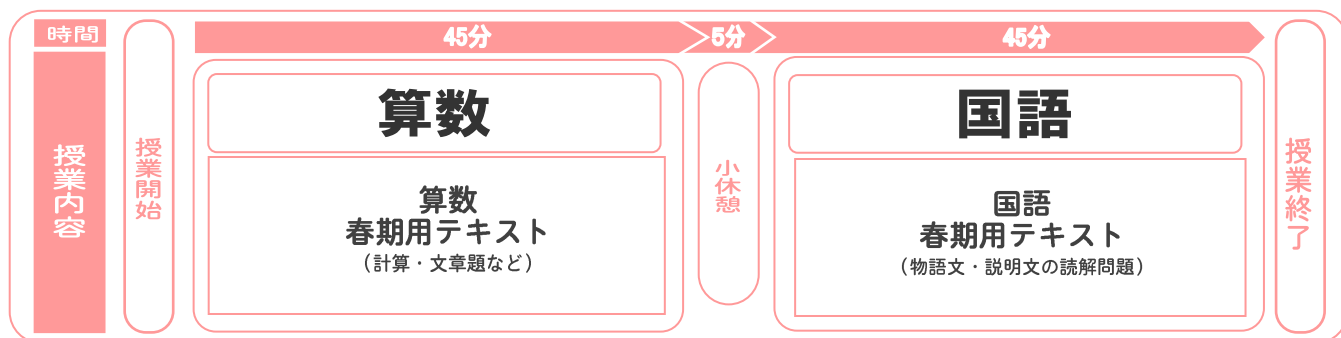 時間
45分
5分
45分
授業内容
授業開始
算数
算数
春期用テキスト
（計算・文章題など）
小休憩
国語
国語
春期用テキスト
（物語文・説明文の読解問題）
授業終了